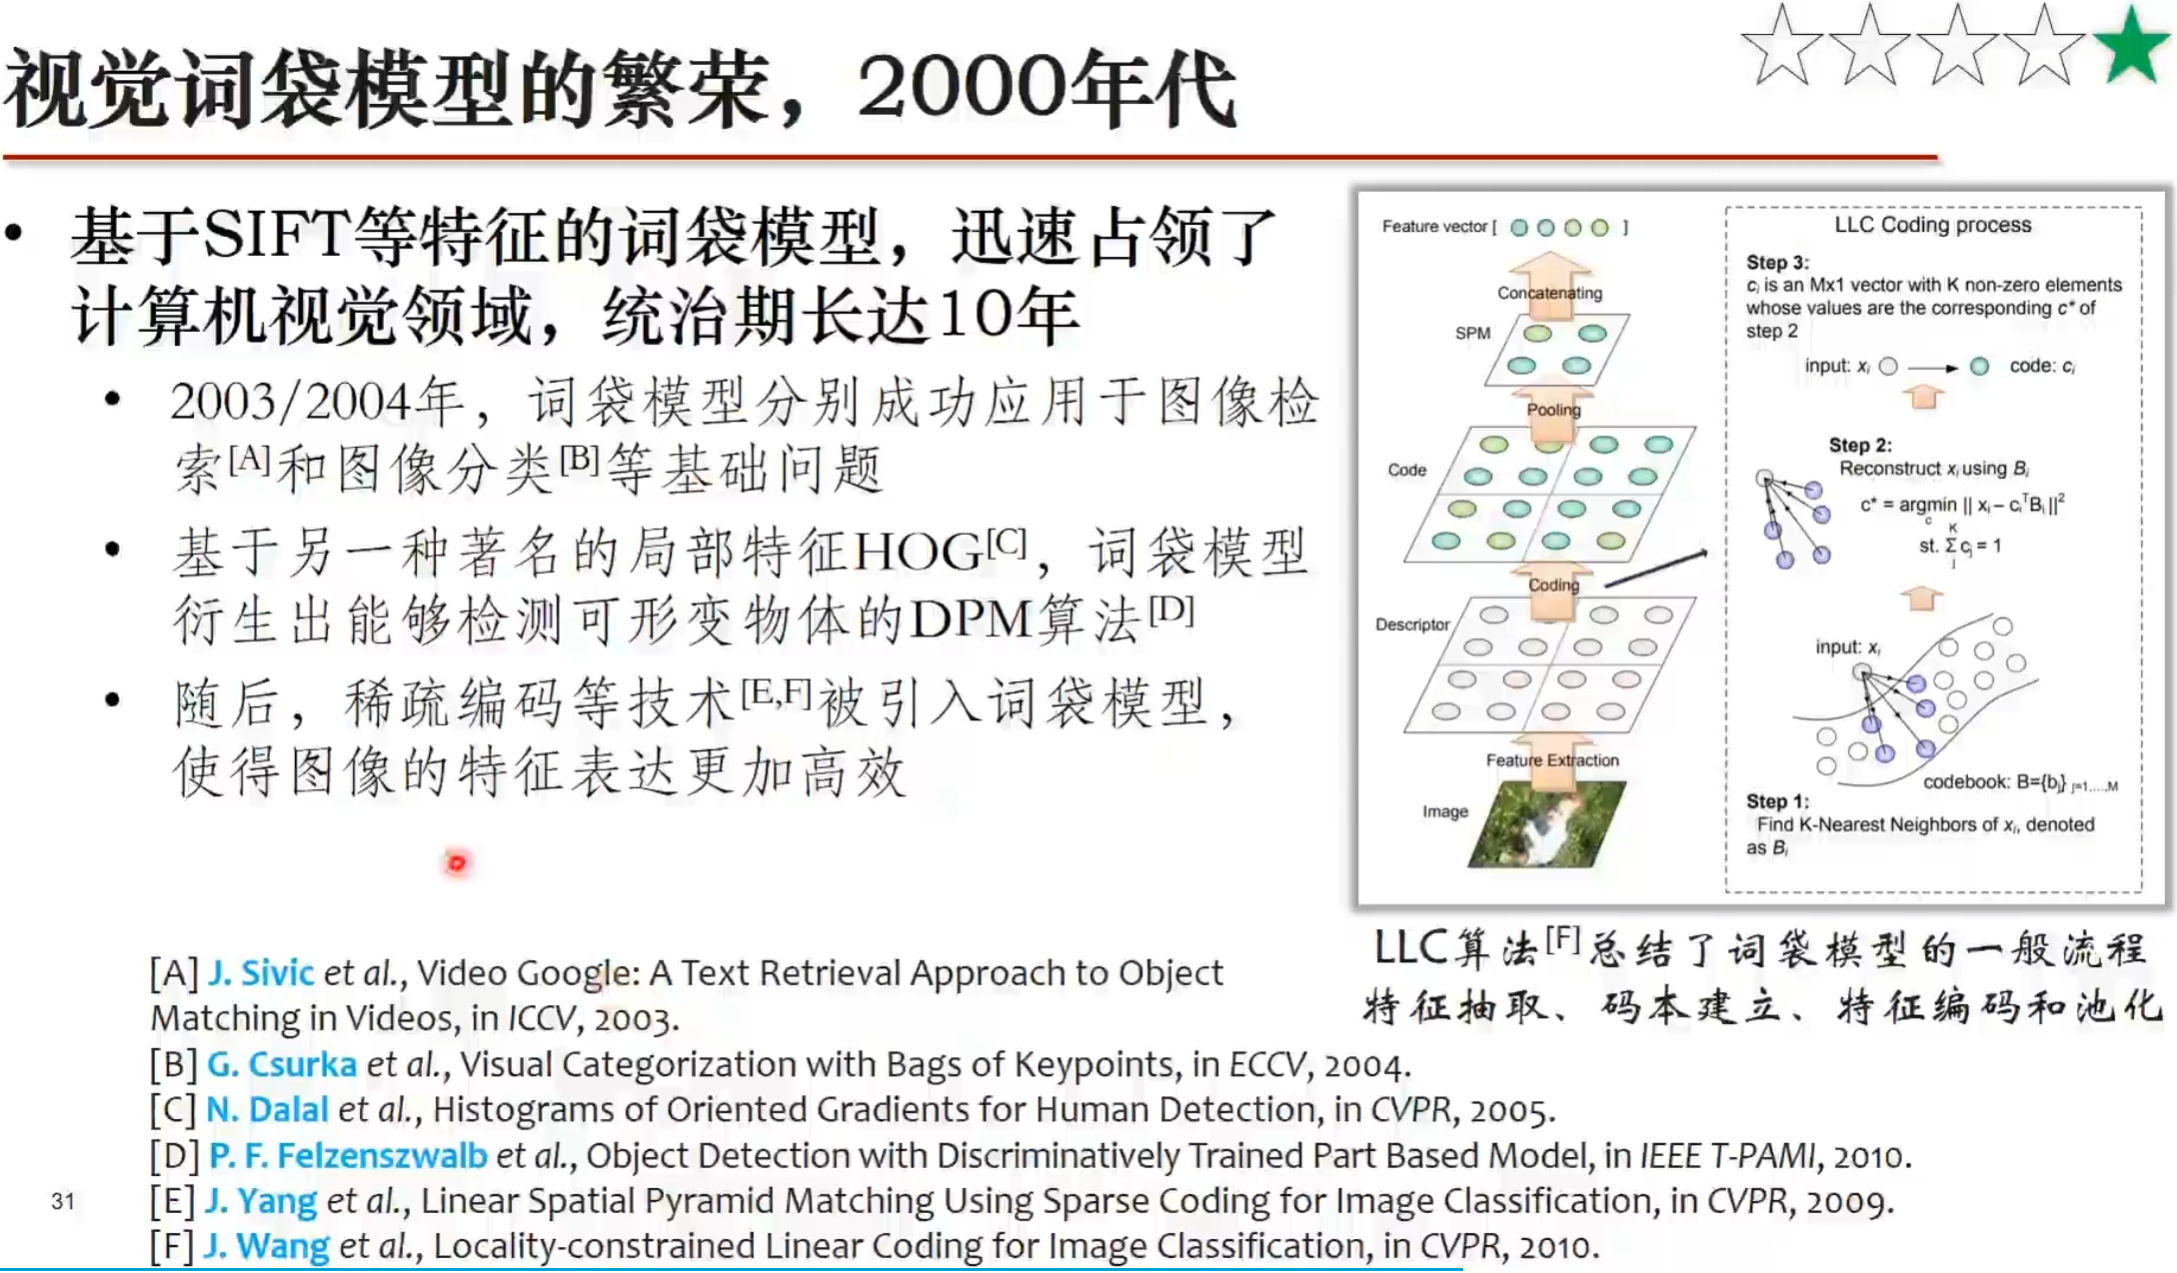 视觉词袋模型的繁荣，2000年代
• 基于SIFT等特征的词袋模型，迅速占领了
计算机视觉领域，统治期长达10年
• 2003/2004年，词袋模型分别成功应用于图像检
索[A]和图像分类[B]等基础问题
• 基于另一种著名的局部特征HOG[C]，词袋模型
衍生出能够检测可形变物体的DPM算法[D]
• 随后，稀疏编码等技术[E,F]被引入词袋模型，
使得图像的特征表达更加高效
Feature vector [ ]
Concatenating
SPM
Pooling
Code
Coding
Descriptor
Feature Extraction
Image
LLC Coding process
Step 3:
cᵢ is an Mx1 vector with K non-zero elements
whose values are the corresponding c* of
step 2
input: xᵢ code: cᵢ
Step 2:
Reconstruct xᵢ using Bᵢ
c* = argmin || xᵢ – cᵢᵀBᵢ ||²
c
K
st. Σ cⱼ = 1
j
input: xᵢ
codebook: B={bⱼ} j=1,...,M
Step 1:
Find K-Nearest Neighbors of xᵢ, denoted
as Bᵢ
LLC算法[F]总结了词袋模型的一般流程
特征抽取、码本建立、特征编码和池化
[A] J. Sivic et al., Video Google: A Text Retrieval Approach to Object
Matching in Videos, in ICCV, 2003.
[B] G. Csurka et al., Visual Categorization with Bags of Keypoints, in ECCV, 2004.
[C] N. Dalal et al., Histograms of Oriented Gradients for Human Detection, in CVPR, 2005.
[D] P. F. Felzenszwalb et al., Object Detection with Discriminatively Trained Part Based Model, in IEEE T-PAMI, 2010.
[E] J. Yang et al., Linear Spatial Pyramid Matching Using Sparse Coding for Image Classification, in CVPR, 2009.
[F] J. Wang et al., Locality-constrained Linear Coding for Image Classification, in CVPR, 2010.
31